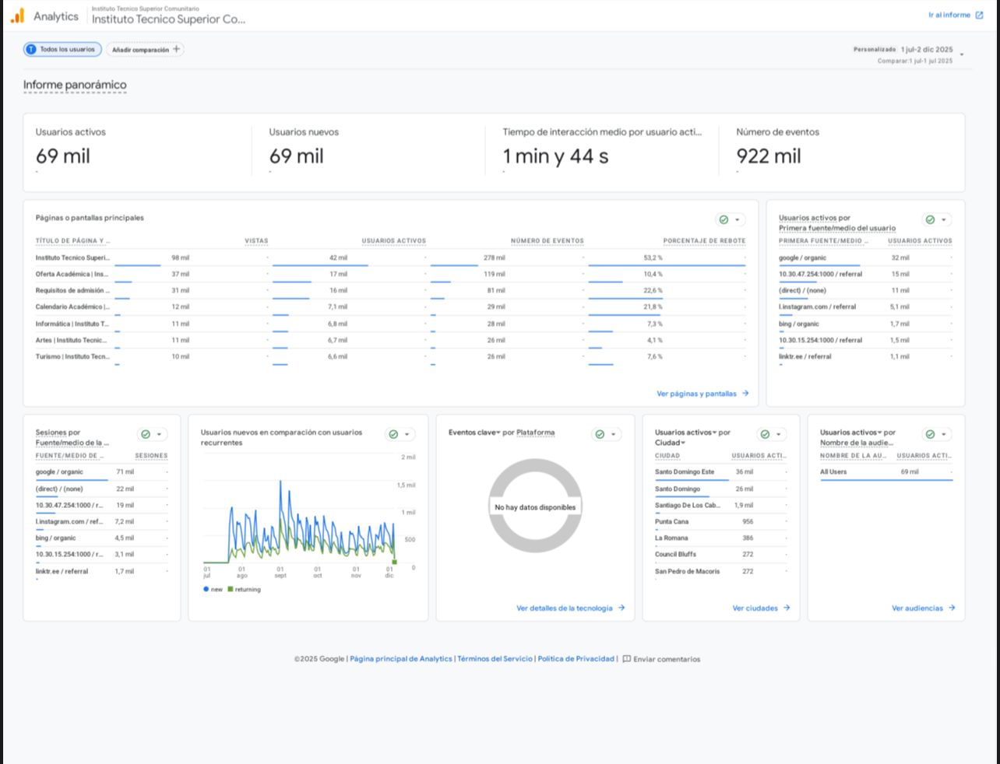 Analytics
Instituto Tecnico Superior Comunitario
Instituto Tecnico Superior Co...
Ir al informe
T Todos los usuarios
Añadir comparación
Personalizado 1 jul-2 dic 2025
Comparar:1 jul-1 jul 2025
Informe panorámico
Usuarios activos
69 mil
-
Usuarios nuevos
69 mil
-
Tiempo de interacción medio por usuario acti...
1 min y 44 s
-
Número de eventos
922 mil
-
Páginas o pantallas principales
TÍTULO DE PÁGINA Y ... VISTAS USUARIOS ACTIVOS NÚMERO DE EVENTOS PORCENTAJE DE REBOTE
Instituto Tecnico Superi... 98 mil - 42 mil - 278 mil - 53,2 % -
Oferta Académica | Ins... 37 mil - 17 mil - 119 mil - 10,4 % -
Requisitos de admisión ... 31 mil - 16 mil - 81 mil - 22,6 % -
Calendario Académico |... 12 mil - 7,1 mil - 29 mil - 21,8 % -
Informática | Instituto T... 11 mil - 6,8 mil - 28 mil - 7,3 % -
Artes | Instituto Tecnic... 11 mil - 6,7 mil - 26 mil - 4,1 % -
Turismo | Instituto Tecn... 10 mil - 6,6 mil - 26 mil - 7,6 % -
Ver páginas y pantallas
Usuarios activos por
Primera fuente/medio del usuario
PRIMERA FUENTE/MEDIO ... USUARIOS ACTIVOS
google / organic 32 mil -
10.30.47.254:1000 / referral 15 mil -
(direct) / (none) 11 mil -
l.instagram.com / referral 5,1 mil -
bing / organic 1,7 mil -
10.30.15.254:1000 / referral 1,5 mil -
linktr.ee / referral 1,1 mil -
Sesiones por
Fuente/medio de la ...
FUENTE/MEDIO DE ... SESIONES
google / organic 71 mil -
(direct) / (none) 22 mil -
10.30.47.254:1000 / r... 19 mil -
l.instagram.com / ref... 7,2 mil -
bing / organic 4,5 mil -
10.30.15.254:1000 / r... 3,1 mil -
linktr.ee / referral 1,7 mil -
Usuarios nuevos en comparación con usuarios
recurrentes
2 mil
1,5 mil
1 mil
500
0
01 01 01 01 01 01
jul ago sept oct nov dic
new returning
Eventos clave por Plataforma
No hay datos disponibles
Ver detalles de la tecnología
Usuarios activos por
Ciudad
CIUDAD USUARIOS ACTI...
Santo Domingo Este 36 mil -
Santo Domingo 26 mil -
Santiago De Los Cab... 1,9 mil -
Punta Cana 956 -
La Romana 386 -
Council Bluffs 272 -
San Pedro de Macoris 272 -
Ver ciudades
Usuarios activos por
Nombre de la audie...
NOMBRE DE LA AU... USUARIOS ACTI...
All Users 69 mil -
Ver audiencias
©2025 Google | Página principal de Analytics | Términos del Servicio | Política de Privacidad | Enviar comentarios